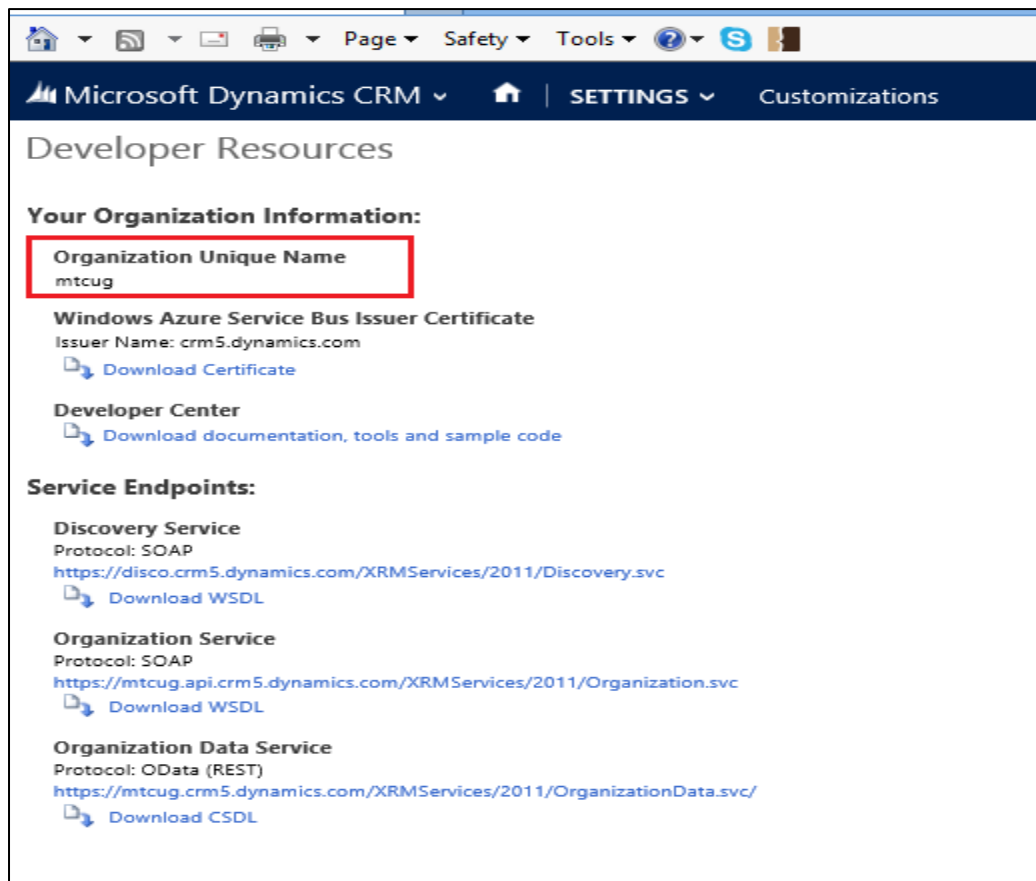 Page Safety Tools
Microsoft Dynamics CRM SETTINGS Customizations
Developer Resources
Your Organization Information:
Organization Unique Name
mtcug
Windows Azure Service Bus Issuer Certificate
Issuer Name: crm5.dynamics.com
Download Certificate
Developer Center
Download documentation, tools and sample code
Service Endpoints:
Discovery Service
Protocol: SOAP
https://disco.crm5.dynamics.com/XRMServices/2011/Discovery.svc
Download WSDL
Organization Service
Protocol: SOAP
https://mtcug.api.crm5.dynamics.com/XRMServices/2011/Organization.svc
Download WSDL
Organization Data Service
Protocol: OData (REST)
https://mtcug.crm5.dynamics.com/XRMServices/2011/OrganizationData.svc/
Download CSDL